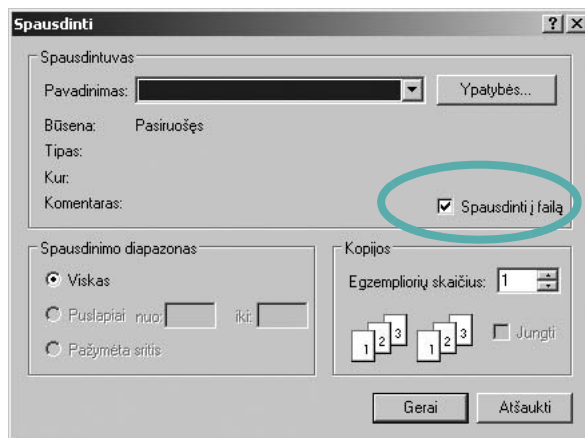 Spausdinti
Spausdintuvas
Pavadinimas:
Ypatybės...
Būsena: Pasiruošęs
Tipas:
Kur:
Komentaras:
Spausdinti į failą
Spausdinimo diapazonas
Viskas
Puslapiai nuo: iki:
Pažymėta sritis
Kopijos
Egzempliorių skaičius: 1
1 2 3 1 2 3
Jungti
Gerai Atšaukti